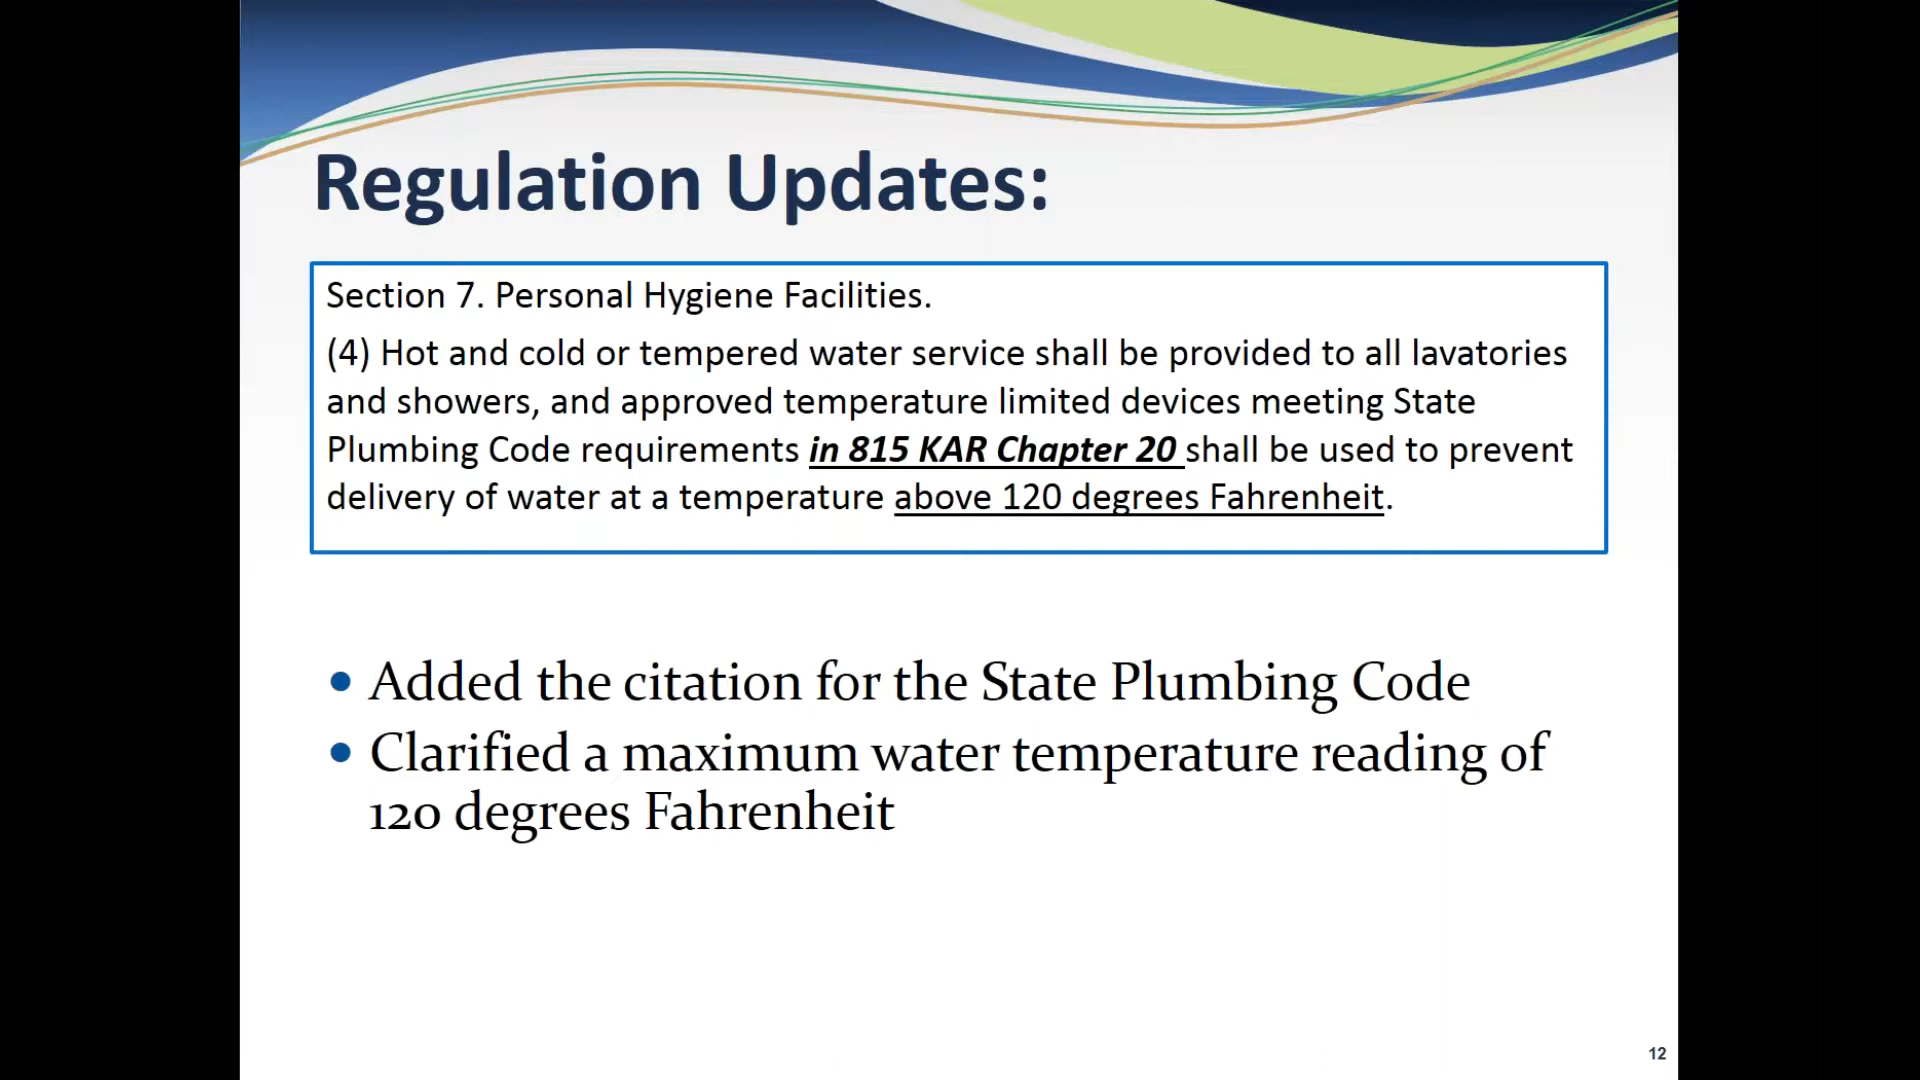 Regulation Updates:
Section 7. Personal Hygiene Facilities.
(4) Hot and cold or tempered water service shall be provided to all lavatories
and showers, and approved temperature limited devices meeting State
Plumbing Code requirements in 815 KAR Chapter 20 shall be used to prevent
delivery of water at a temperature above 120 degrees Fahrenheit.
• Added the citation for the State Plumbing Code
• Clarified a maximum water temperature reading of
120 degrees Fahrenheit
12